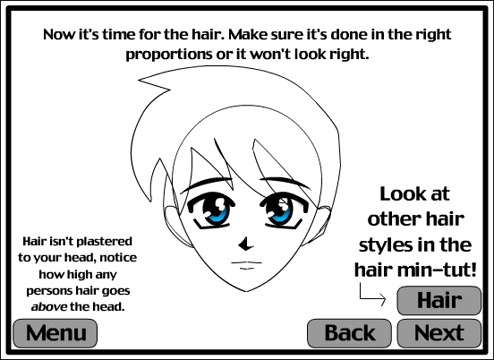 Now it's time for the hair. Make sure it's done in the right
proportions or it won't look right.
Hair isn't plastered
to your head, notice
how high any
persons hair goes
above the head.
Look at
other hair
styles in the
hair min-tut!
Hair
Menu
Back
Next